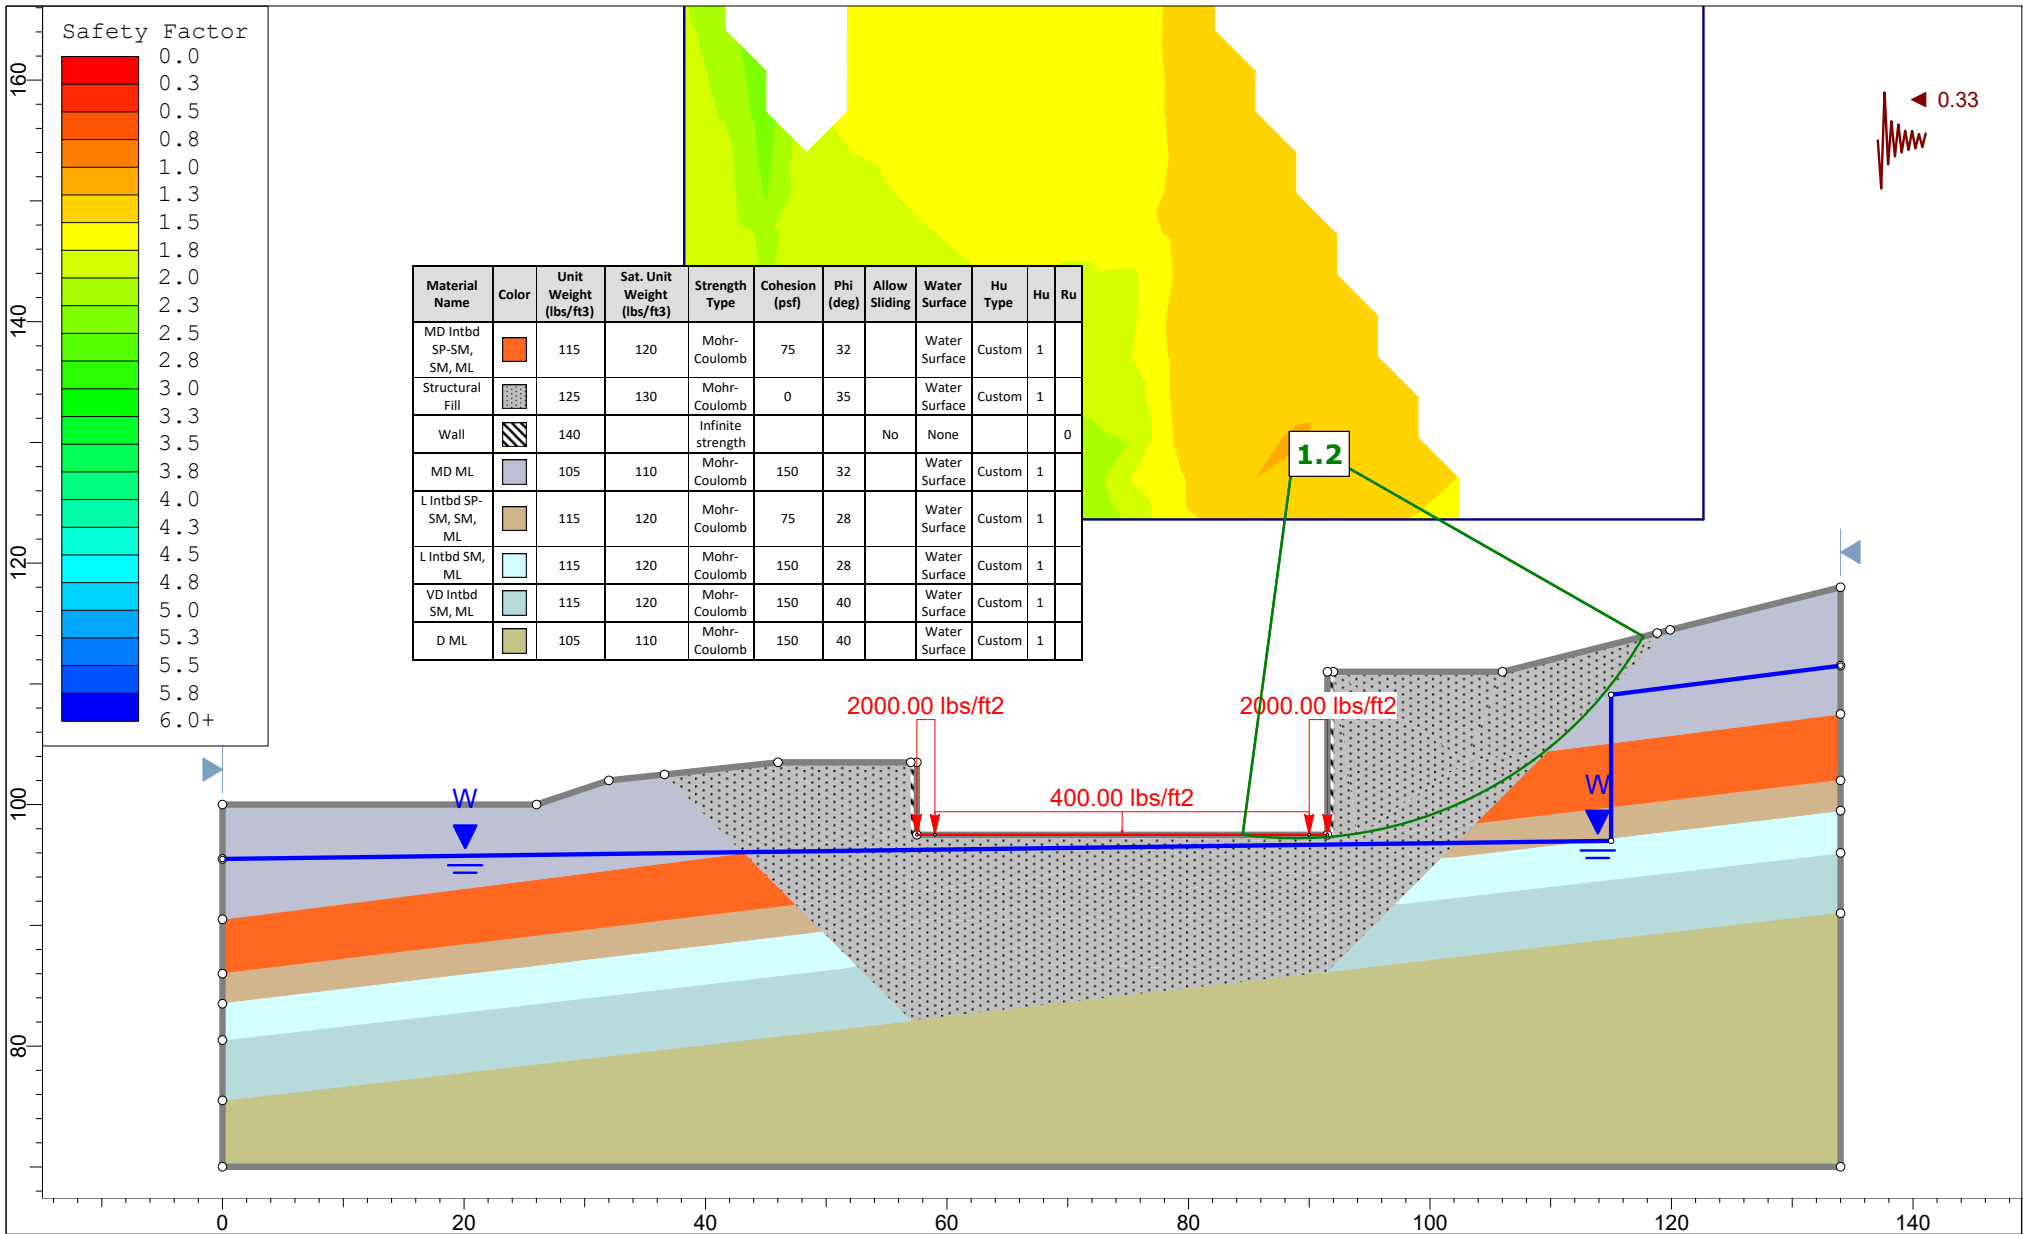 Safety Factor
0.0
0.3
0.5
0.8
1.0
1.3
1.5
1.8
2.0
2.3
2.5
2.8
3.0
3.3
3.5
3.8
4.0
4.3
4.5
4.8
5.0
5.3
5.5
5.8
6.0+
0.33
Material Name Color Unit Weight (lbs/ft3) Sat. Unit Weight (lbs/ft3) Strength Type Cohesion (psf) Phi (deg) Allow Sliding Water Surface Hu Type Hu Ru
MD Intbd SP-SM, SM, ML 115 120 Mohr-Coulomb 75 32 Water Surface Custom 1
Structural Fill 125 130 Mohr-Coulomb 0 35 Water Surface Custom 1
Wall 140 Infinite strength No None 0
MD ML 105 110 Mohr-Coulomb 150 32 Water Surface Custom 1
L Intbd SP-SM, SM, ML 115 120 Mohr-Coulomb 75 28 Water Surface Custom 1
L Intbd SM, ML 115 120 Mohr-Coulomb 150 28 Water Surface Custom 1
VD Intbd SM, ML 115 120 Mohr-Coulomb 150 40 Water Surface Custom 1
D ML 105 110 Mohr-Coulomb 150 40 Water Surface Custom 1
1.2
2000.00 lbs/ft2
2000.00 lbs/ft2
400.00 lbs/ft2
W
W
160
140
120
100
80
0
20
40
60
80
100
120
140